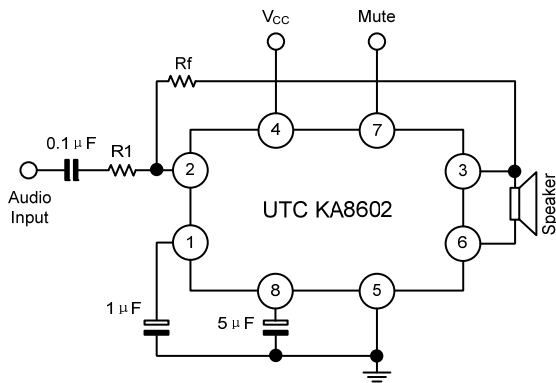 VCC
Mute
Rf
4
7
0.1μF
R1
2
3
Audio
Input
UTC KA8602
Speaker
1
6
8
5
1μF
5μF